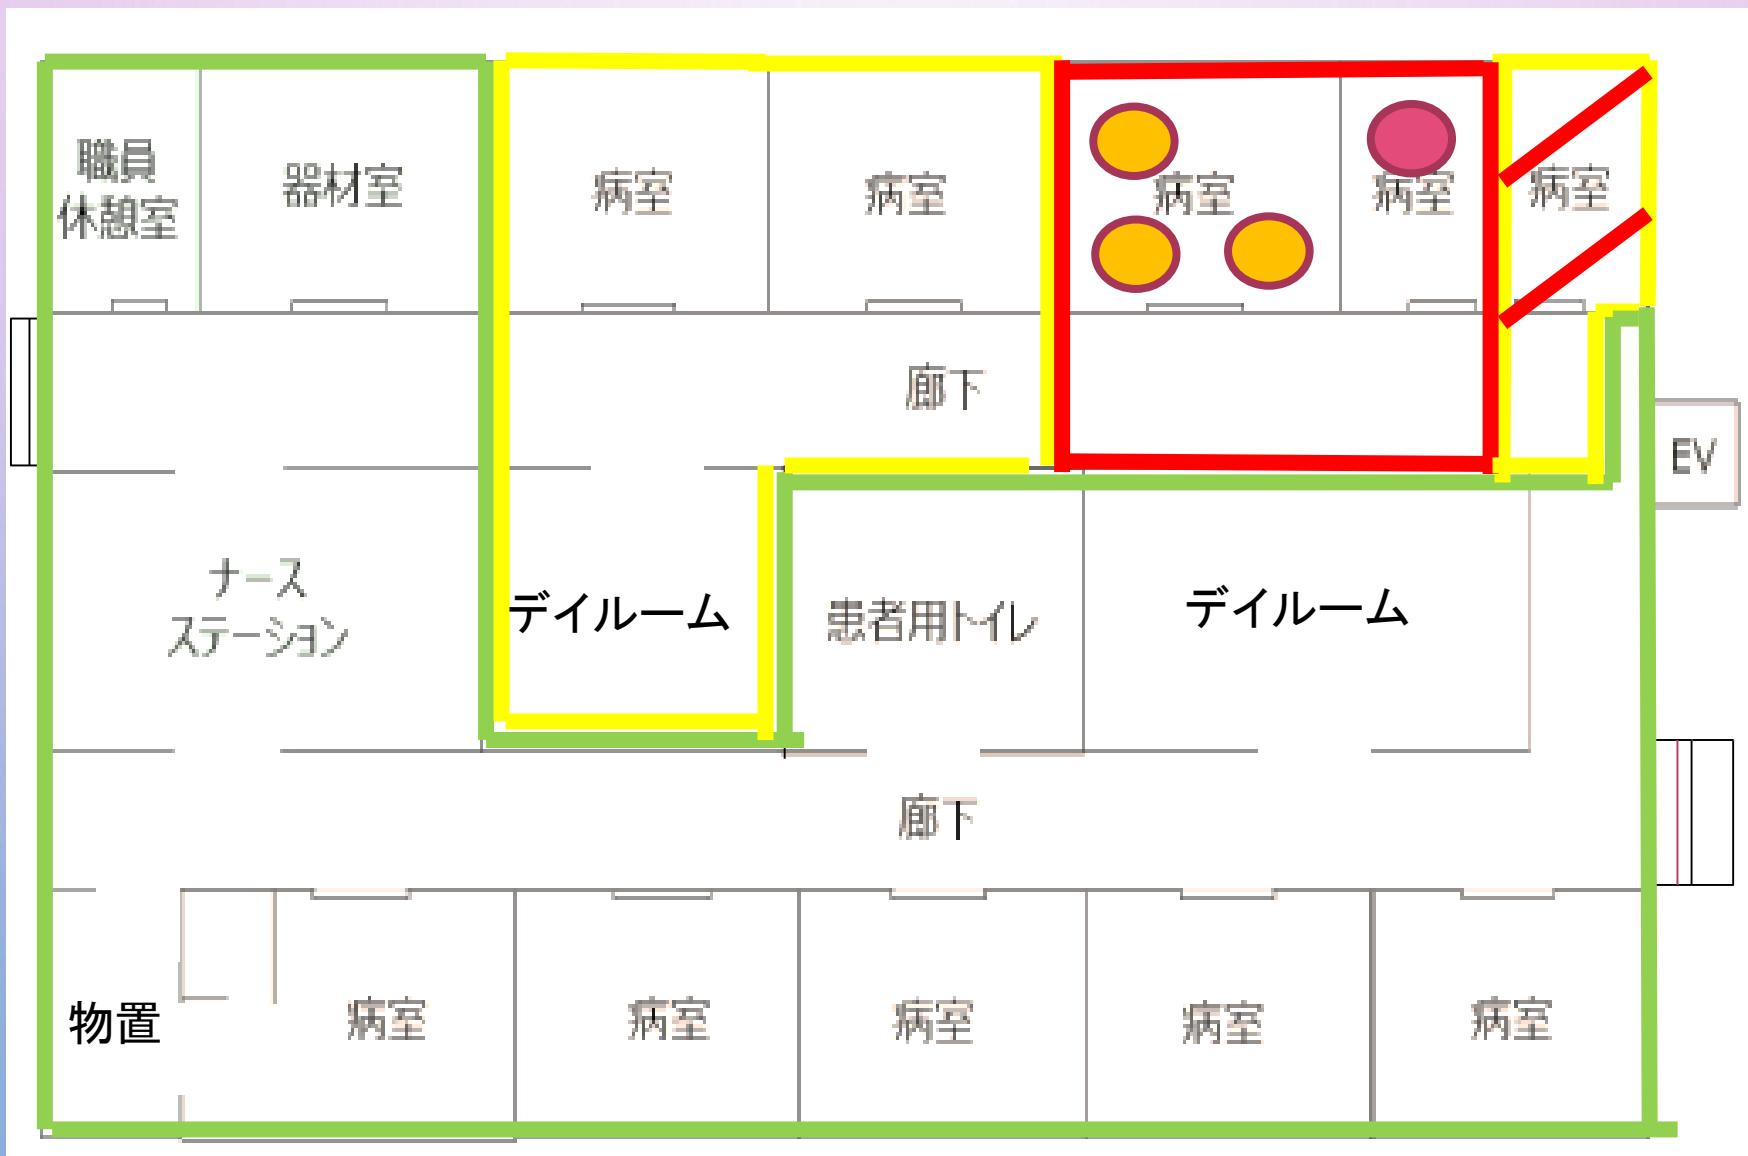 職員
休憩室
器材室
病室
病室
病室
病室
病室
廊下
EV
ナース
ステーション
デイルーム
患者用トイレ
デイルーム
廊下
物置
病室
病室
病室
病室
病室